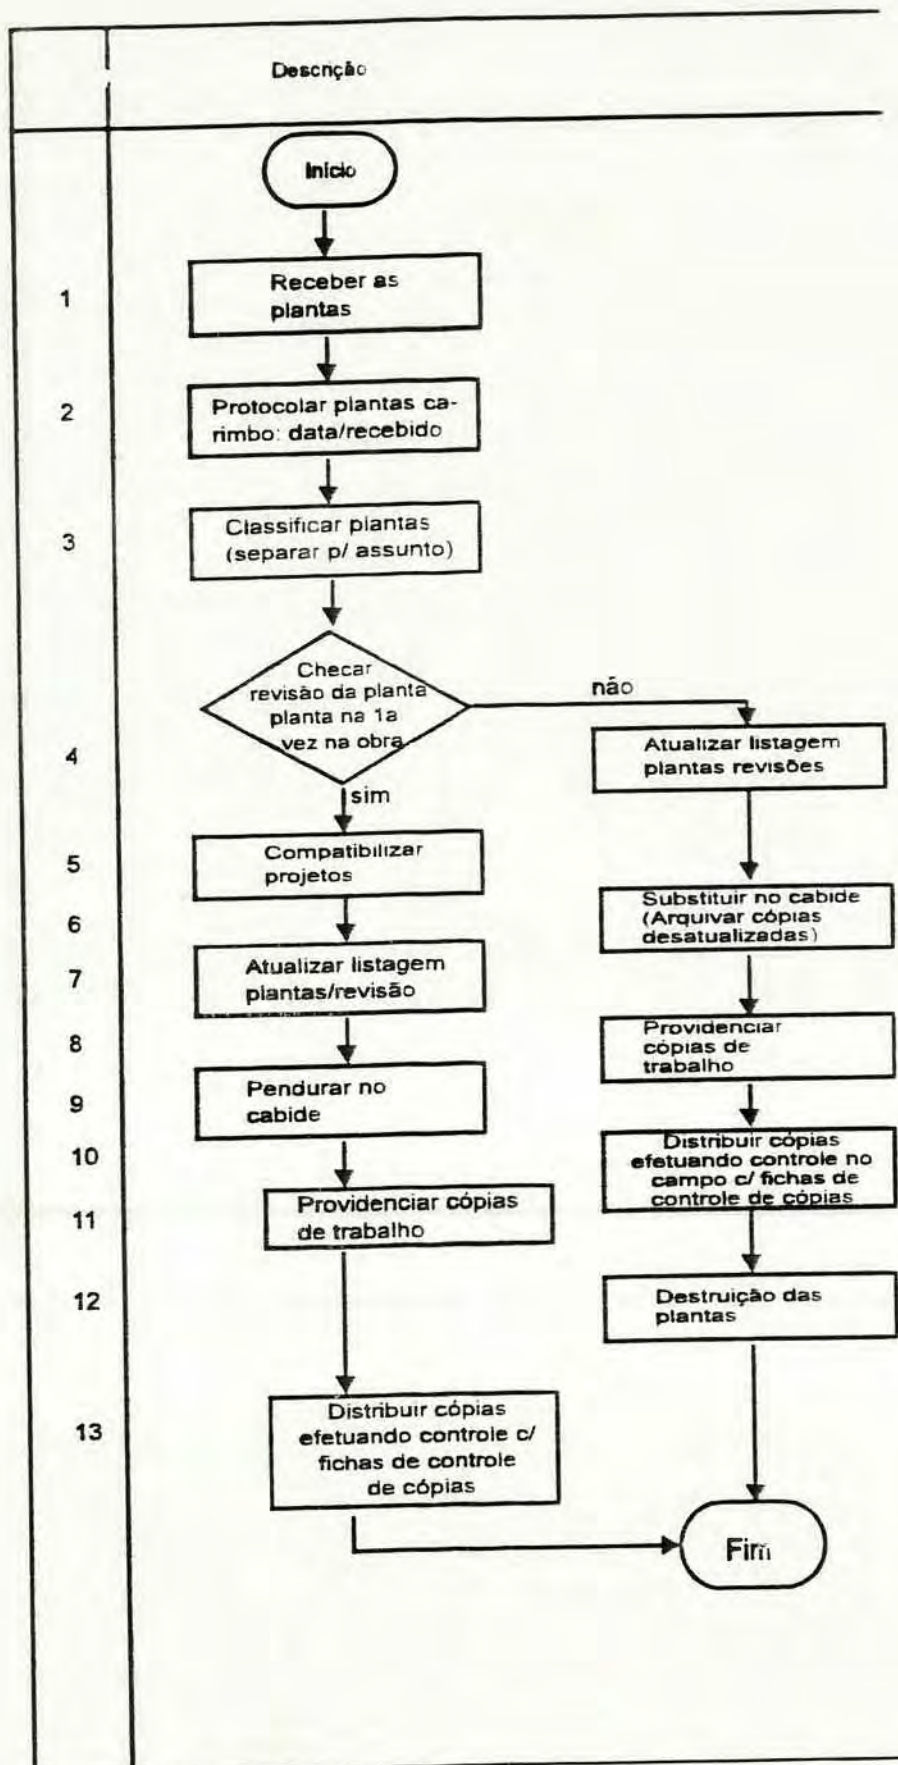 Descrição
Início
1
Receber as
plantas
2
Protocolar plantas ca-
rimbo: data/recebido
3
Classificar plantas
(separar p/ assunto)
4
Checar
revisão da planta
planta na 1a
vez na obra
não
Atualizar listagem
plantas revisões
sim
5
Compatibilizar
projetos
6
Substituir no cabide
(Arquivar cópias
desatualizadas)
7
Atualizar listagem
plantas/revisão
8
Providenciar
cópias de
trabalho
9
Pendurar no
cabide
10
Distribuir cópias
efetuando controle no
campo c/ fichas de
controle de cópias
11
Providenciar cópias
de trabalho
12
Destruição das
plantas
13
Distribuir cópias
efetuando controle c/
fichas de controle
de cópias
Fim